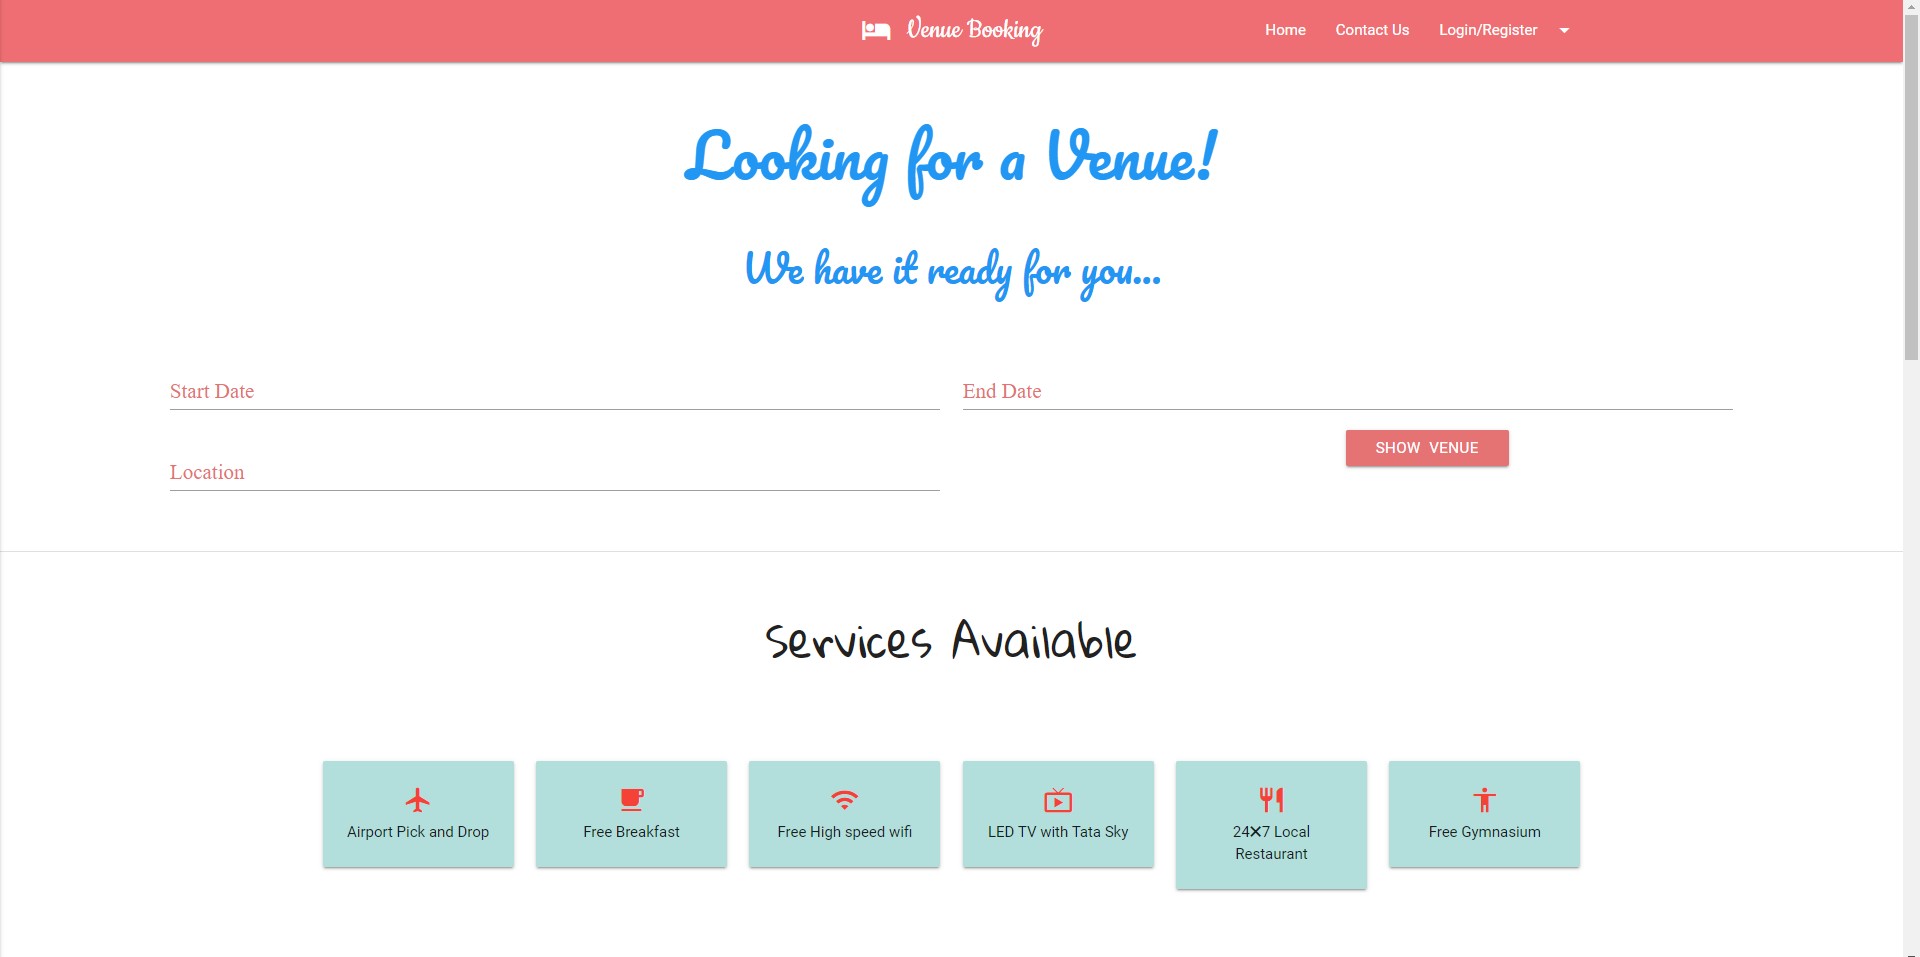 Venue Booking
Home
Contact Us
Login/Register
Looking for a Venue!
We have it ready for you...
Start Date
End Date
SHOW VENUE
Location
Services Available
Airport Pick and Drop
Free Breakfast
Free High speed wifi
LED TV with Tata Sky
24✕7 Local
Restaurant
Free Gymnasium